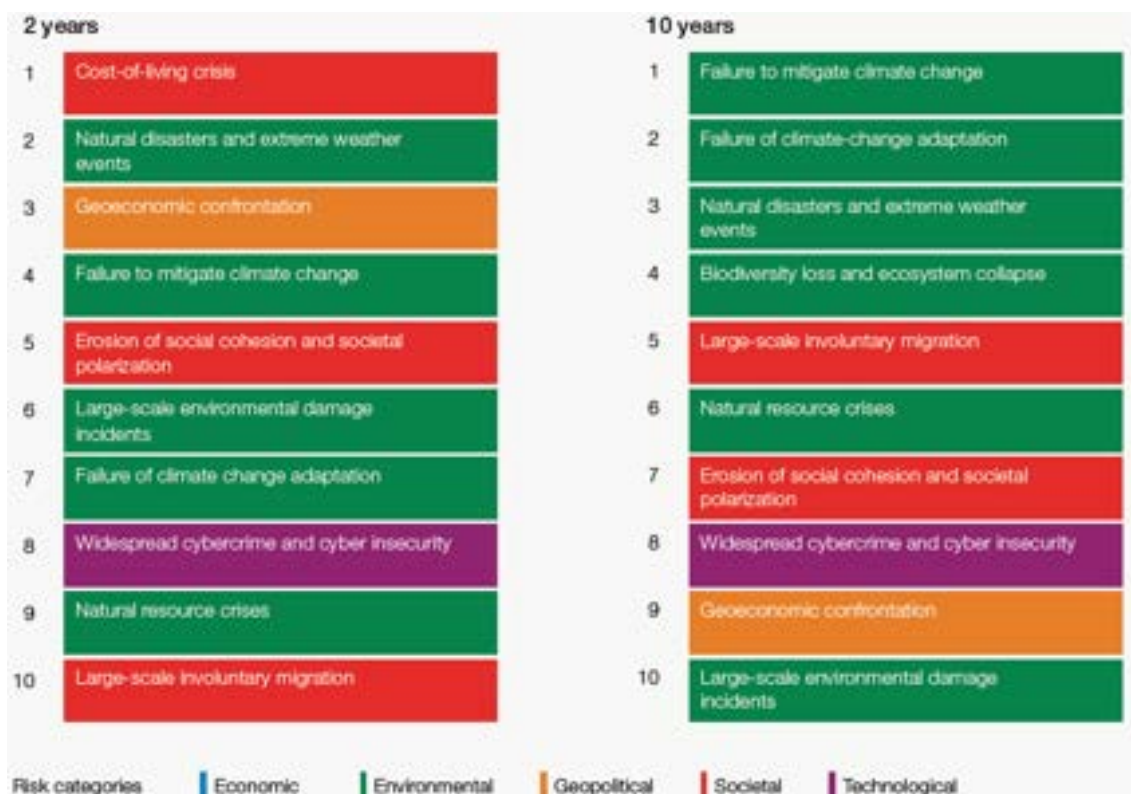 2 years
1 Cost-of-living crisis
2 Natural disasters and extreme weather
events
3 Geoeconomic confrontation
4 Failure to mitigate climate change
5 Erosion of social cohesion and societal
polarization
6 Large-scale environmental damage
incidents
7 Failure of climate change adaptation
8 Widespread cybercrime and cyber insecurity
9 Natural resource crises
10 Large-scale involuntary migration
10 years
1 Failure to mitigate climate change
2 Failure of climate-change adaptation
3 Natural disasters and extreme weather
events
4 Biodiversity loss and ecosystem collapse
5 Large-scale involuntary migration
6 Natural resource crises
7 Erosion of social cohesion and societal
polarization
8 Widespread cybercrime and cyber insecurity
9 Geoeconomic confrontation
10 Large-scale environmental damage
incidents
Risk categories Economic Environmental Geopolitical Societal Technological